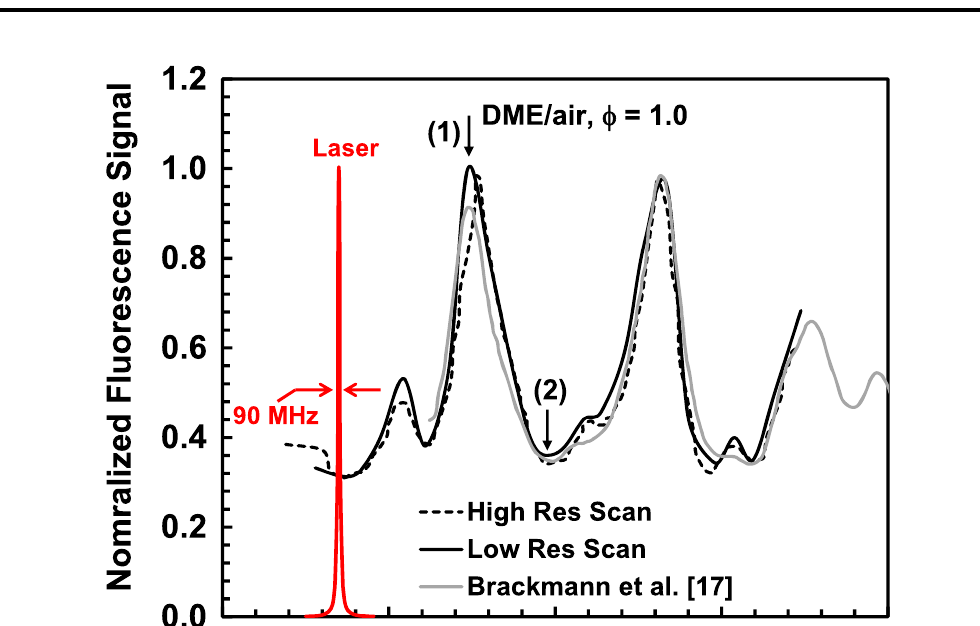 1.2
DME/air, ϕ = 1.0
(1)
Laser
1.0
0.8
0.6
(2)
90 MHz
0.4
High Res Scan
0.2
Low Res Scan
Brackmann et al. [17]
0.0
Nomralized Fluorescence Signal